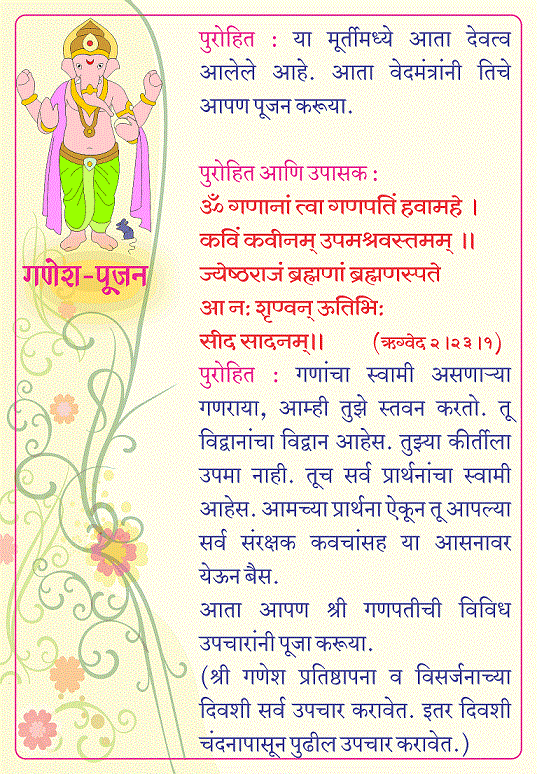 गणेश-पूजन
पुरोहित : या मूर्तीमध्ये आता देवत्व
आलेले आहे. आता वेदमंत्रांनी तिचे
आपण पूजन करूया.
पुरोहित आणि उपासक :
ॐ गणानां त्वा गणपतिं हवामहे ।
कविं कवीनम् उपमश्रवस्तमम् ॥
ज्येष्ठराजं ब्रह्मणां ब्रह्मणस्पते
आ न: शृण्वन् ऊतिभि:
सीद सादनम्॥ (ऋग्वेद २।२३।१)
पुरोहित : गणांचा स्वामी असणाऱ्या
गणराया, आम्ही तुझे स्तवन करतो. तू
विद्वानांचा विद्वान आहेस. तुझ्या कीर्तीला
उपमा नाही. तूच सर्व प्रार्थनांचा स्वामी
आहेस. आमच्या प्रार्थना ऐकून तू आपल्या
सर्व संरक्षक कवचांसह या आसनावर
येऊन बैस.
आता आपण श्री गणपतीची विविध
उपचारांनी पूजा करूया.
(श्री गणेश प्रतिष्ठापना व विसर्जनाच्या
दिवशी सर्व उपचार करावेत. इतर दिवशी
चंदनापासून पुढील उपचार करावेत.)